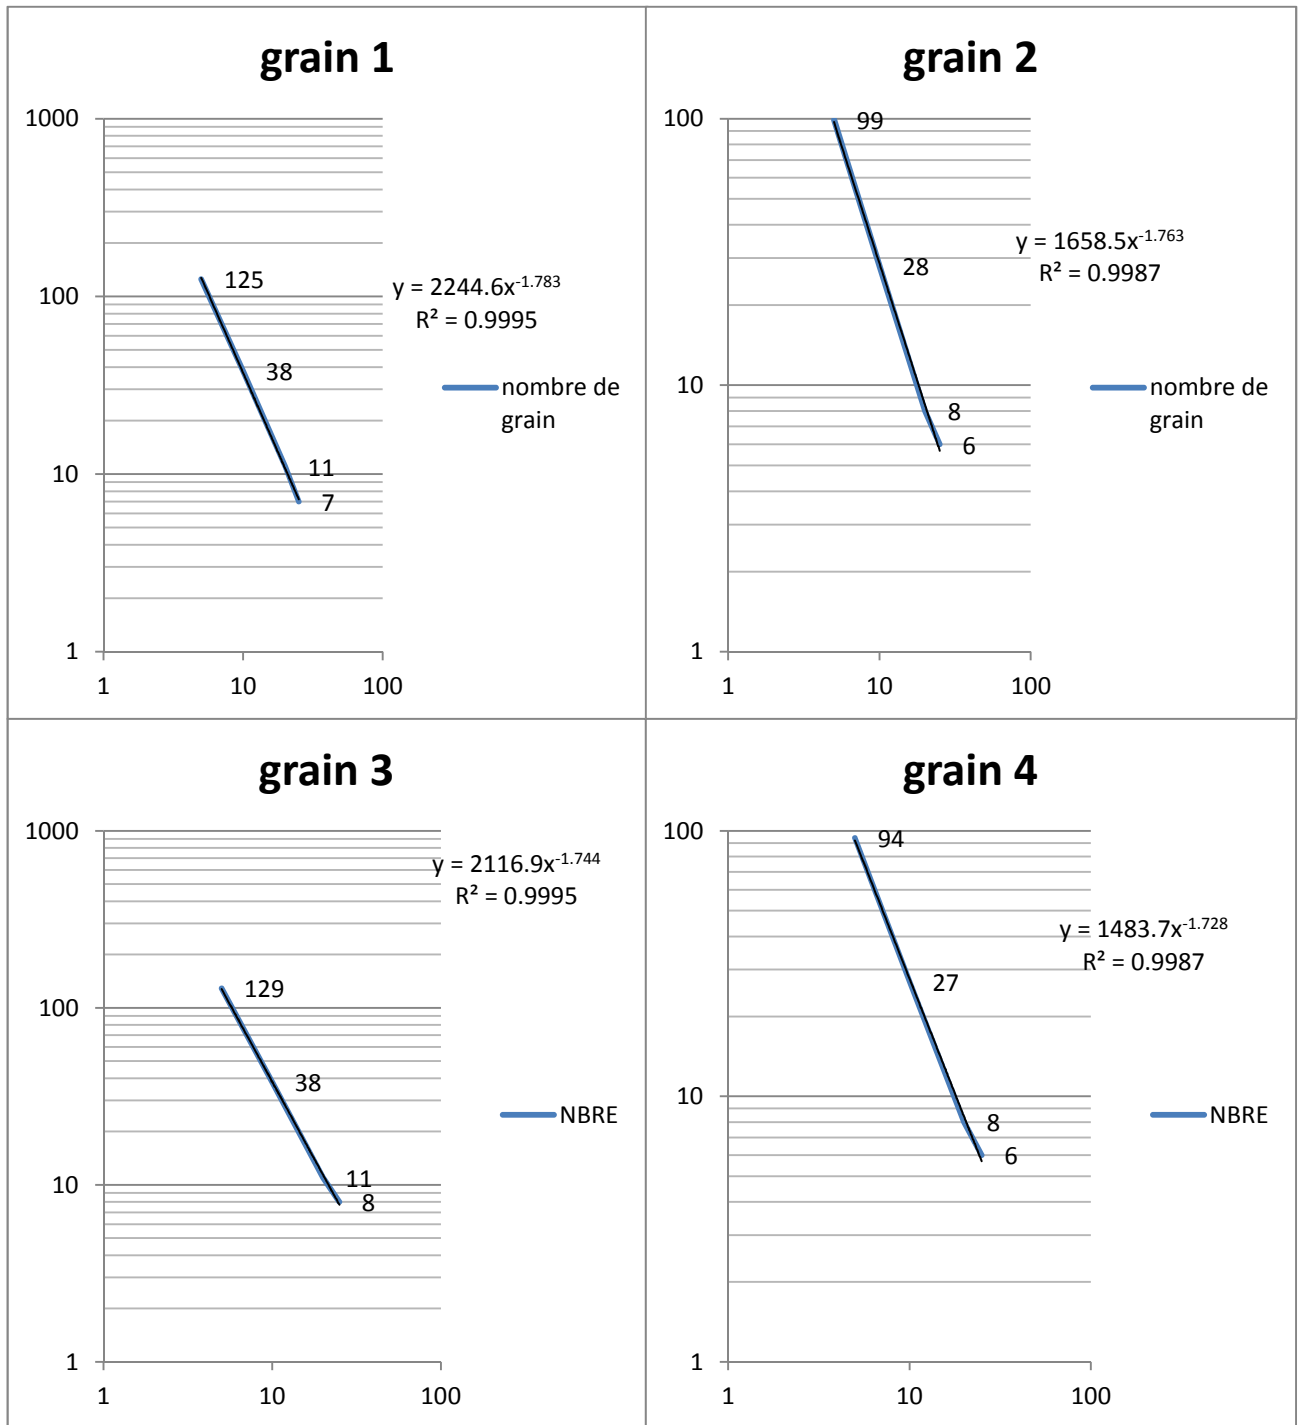 grain 1
1000
100
10
1
1
10
100
125
38
11
7
y = 2244.6x^-1.783
R² = 0.9995
nombre de
grain
grain 2
100
10
1
1
10
100
99
28
8
6
y = 1658.5x^-1.763
R² = 0.9987
nombre de
grain
grain 3
1000
100
10
1
1
10
100
129
38
11
8
y = 2116.9x^-1.744
R² = 0.9995
NBRE
grain 4
100
10
1
1
10
100
94
27
8
6
y = 1483.7x^-1.728
R² = 0.9987
NBRE